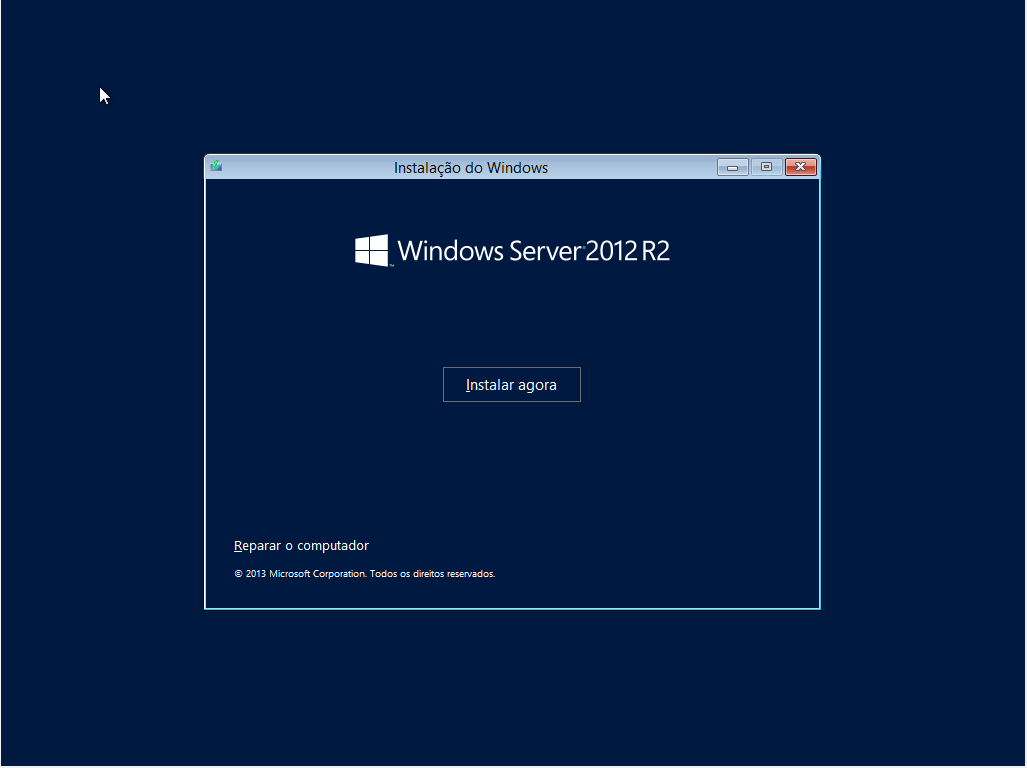 Instalação do Windows
Windows Server 2012 R2
Instalar agora
Reparar o computador
© 2013 Microsoft Corporation. Todos os direitos reservados.